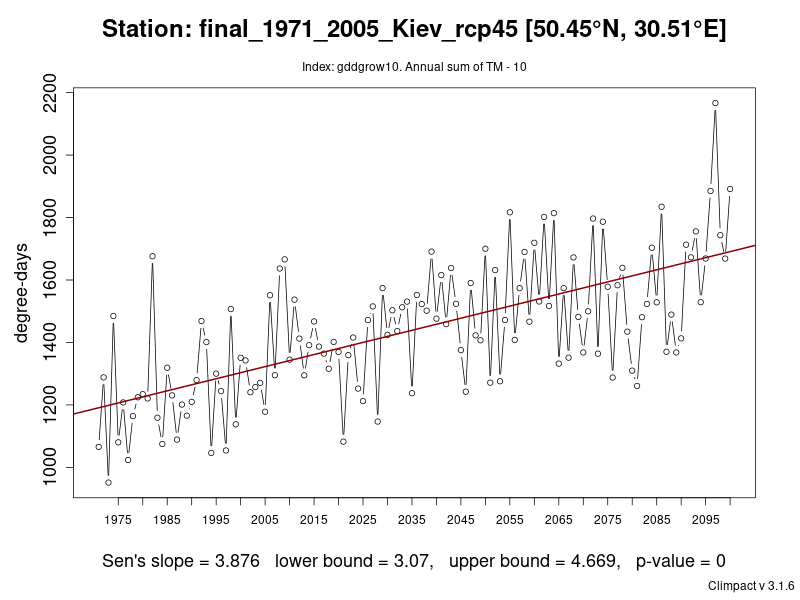 Station: final_1971_2005_Kiev_rcp45 [50.45°N, 30.51°E]
Index: gddgrow10. Annual sum of TM - 10
degree-days
2200
2000
1800
1600
1400
1200
1000
1975 1985 1995 2005 2015 2025 2035 2045 2055 2065 2075 2085 2095
Sen's slope = 3.876 lower bound = 3.07, upper bound = 4.669, p-value = 0
Climpact v 3.1.6